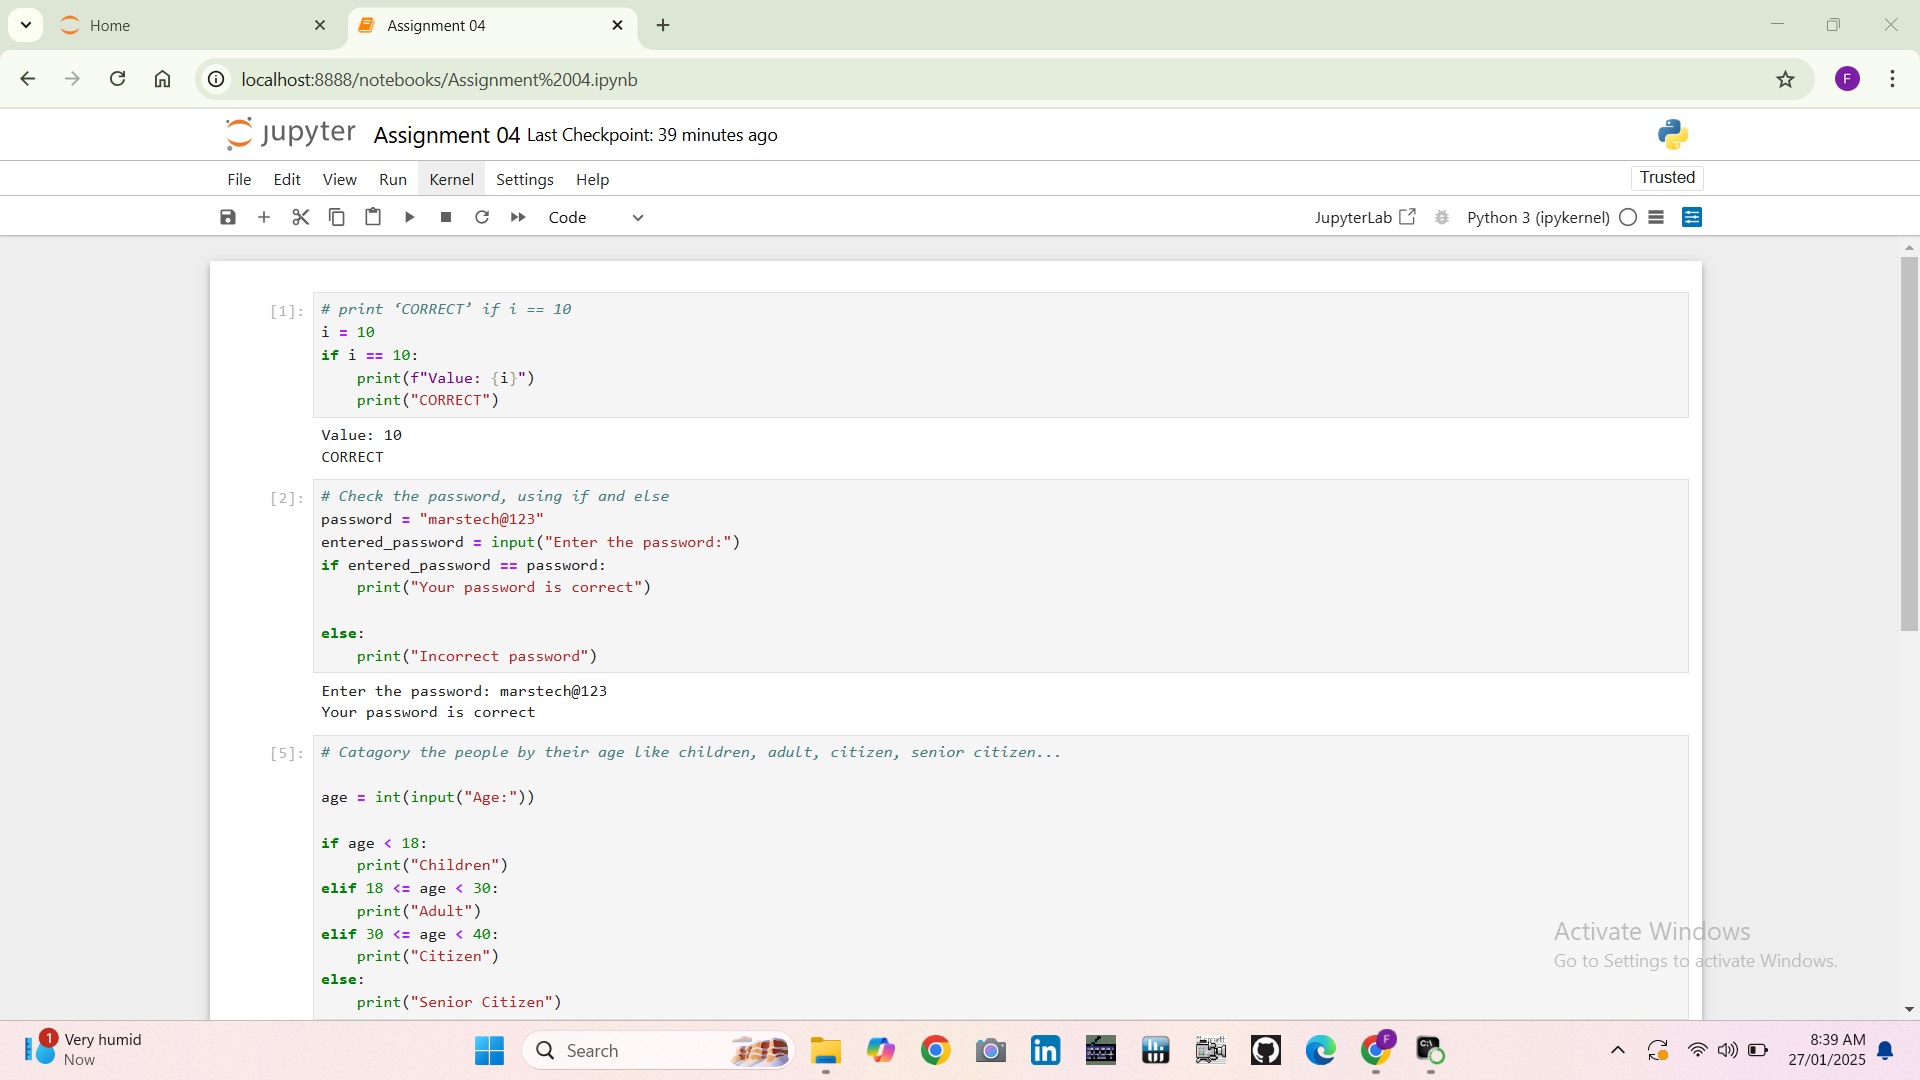 Home
Assignment 04
localhost:8888/notebooks/Assignment%2004.ipynb
F
jupyter Assignment 04 Last Checkpoint: 39 minutes ago
File Edit View Run Kernel Settings Help
Trusted
Code
JupyterLab
Python 3 (ipykernel)
[1]:
# print ‘CORRECT’ if i == 10
i = 10
if i == 10:
    print(f"Value: {i}")
    print("CORRECT")
Value: 10
CORRECT
[2]:
# Check the password, using if and else
password = "marstech@123"
entered_password = input("Enter the password:")
if entered_password == password:
    print("Your password is correct")
else:
    print("Incorrect password")
Enter the password: marstech@123
Your password is correct
[5]:
# Catagory the people by their age like children, adult, citizen, senior citizen...
age = int(input("Age:"))
if age < 18:
    print("Children")
elif 18 <= age < 30:
    print("Adult")
elif 30 <= age < 40:
    print("Citizen")
else:
    print("Senior Citizen")
Activate Windows
Go to Settings to activate Windows.
1
Very humid
Now
Search
F
8:39 AM
27/01/2025